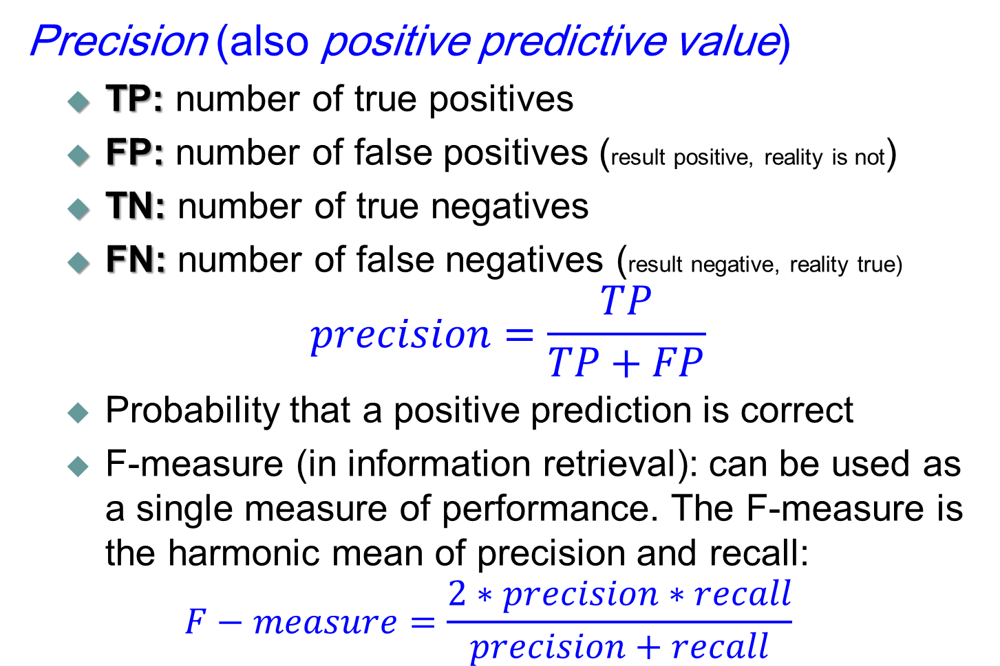 Precision (also positive predictive value)
◆ TP: number of true positives
◆ FP: number of false positives (result positive, reality is not)
◆ TN: number of true negatives
◆ FN: number of false negatives (result negative, reality true)
precision = TP / TP + FP
◆ Probability that a positive prediction is correct
◆ F-measure (in information retrieval): can be used as
a single measure of performance. The F-measure is
the harmonic mean of precision and recall:
F − measure = 2 ∗ precision ∗ recall / precision + recall